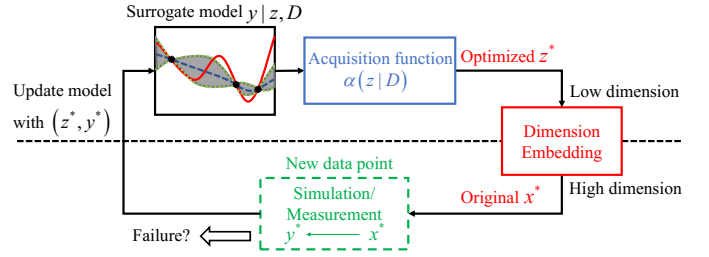 Surrogate model y | z, D
Acquisition function
α(z | D)
Optimized z*
Update model
with (z*, y*)
Low dimension
Dimension
Embedding
High dimension
New data point
Original x*
Simulation/
Measurement
y* ⟵ x*
Failure?